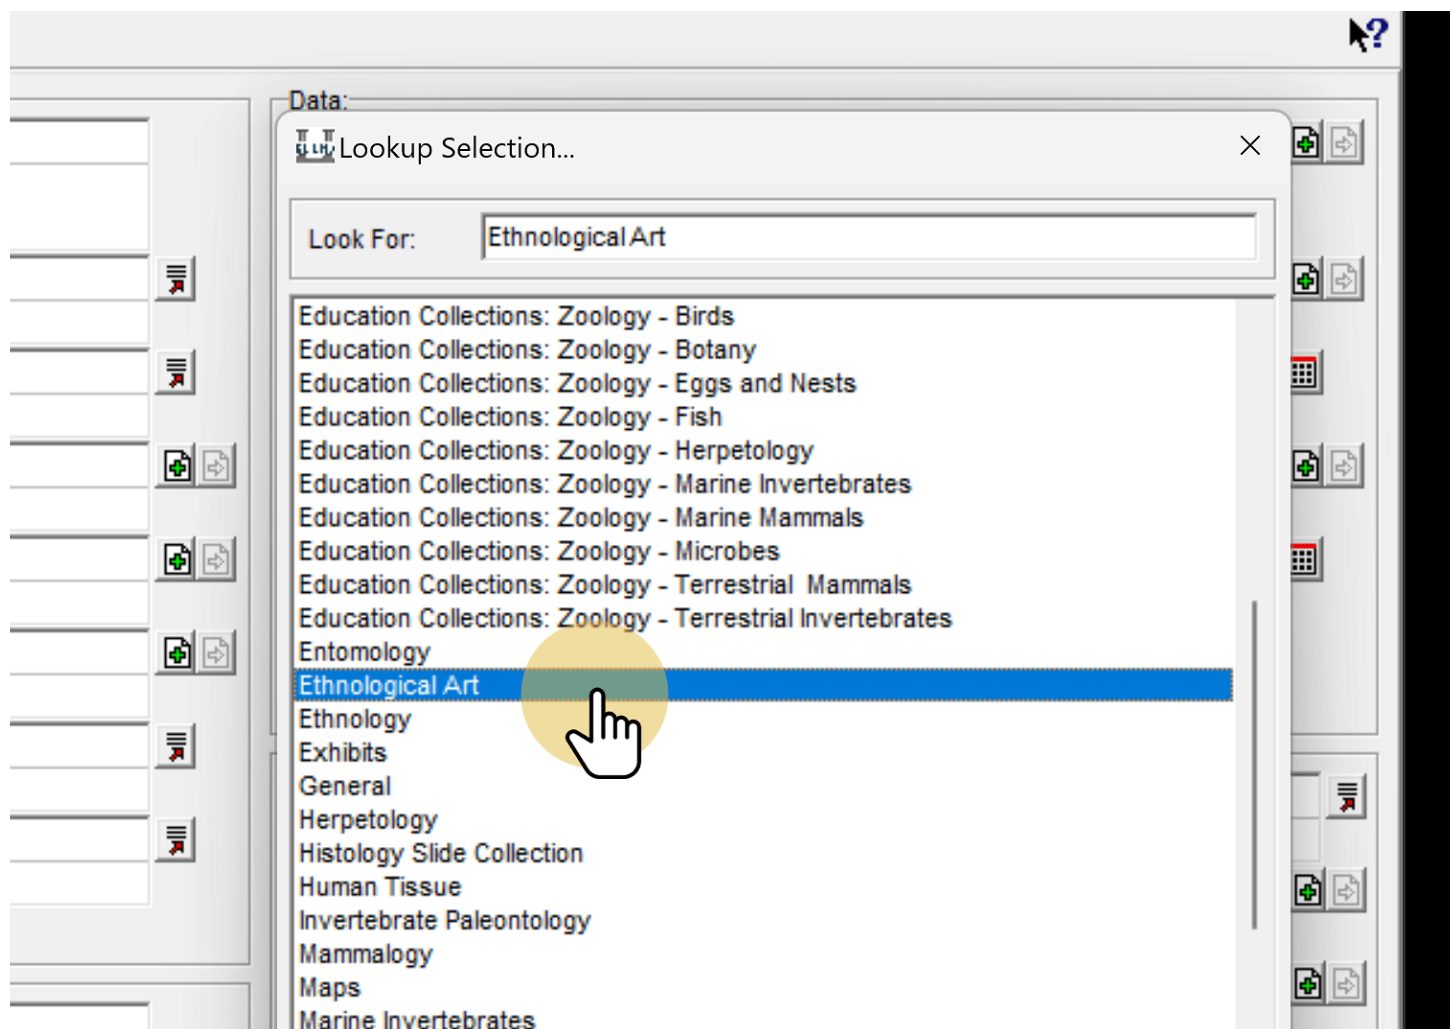 Data:
Lookup Selection...
Look For:
Ethnological Art
Education Collections: Zoology - Birds
Education Collections: Zoology - Botany
Education Collections: Zoology - Eggs and Nests
Education Collections: Zoology - Fish
Education Collections: Zoology - Herpetology
Education Collections: Zoology - Marine Invertebrates
Education Collections: Zoology - Marine Mammals
Education Collections: Zoology - Microbes
Education Collections: Zoology - Terrestrial  Mammals
Education Collections: Zoology - Terrestrial Invertebrates
Entomology
Ethnological Art
Ethnology
Exhibits
General
Herpetology
Histology Slide Collection
Human Tissue
Invertebrate Paleontology
Mammalogy
Maps
Marine Invertebrates